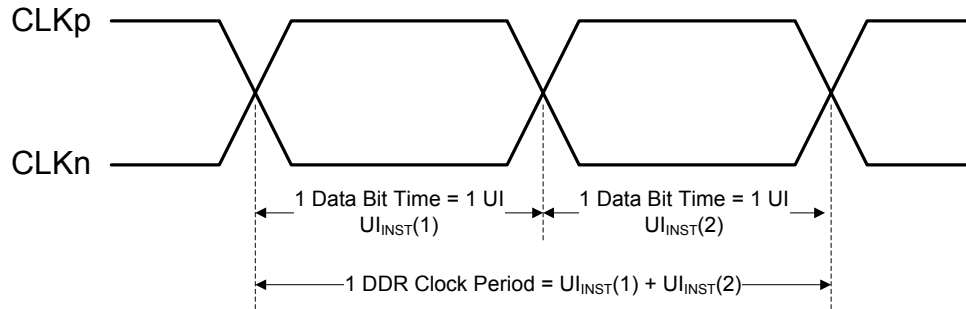 CLKp
CLKn
1 Data Bit Time = 1 UI
UIINST(1)
1 Data Bit Time = 1 UI
UIINST(2)
1 DDR Clock Period = UIINST(1) + UIINST(2)